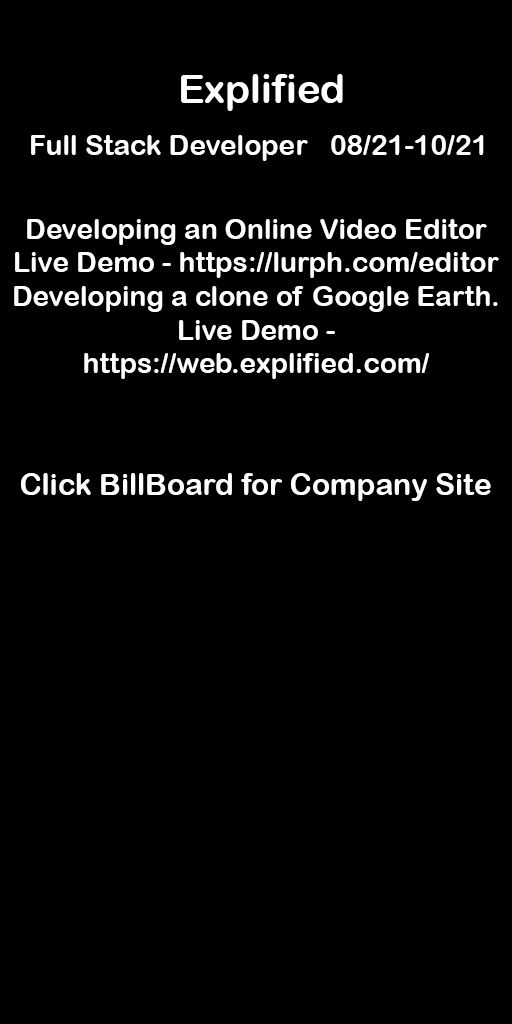 Explified
Full Stack Developer 08/21-10/21
Developing an Online Video Editor
Live Demo - https://lurph.com/editor
Developing a clone of Google Earth.
Live Demo -
https://web.explified.com/
Click BillBoard for Company Site